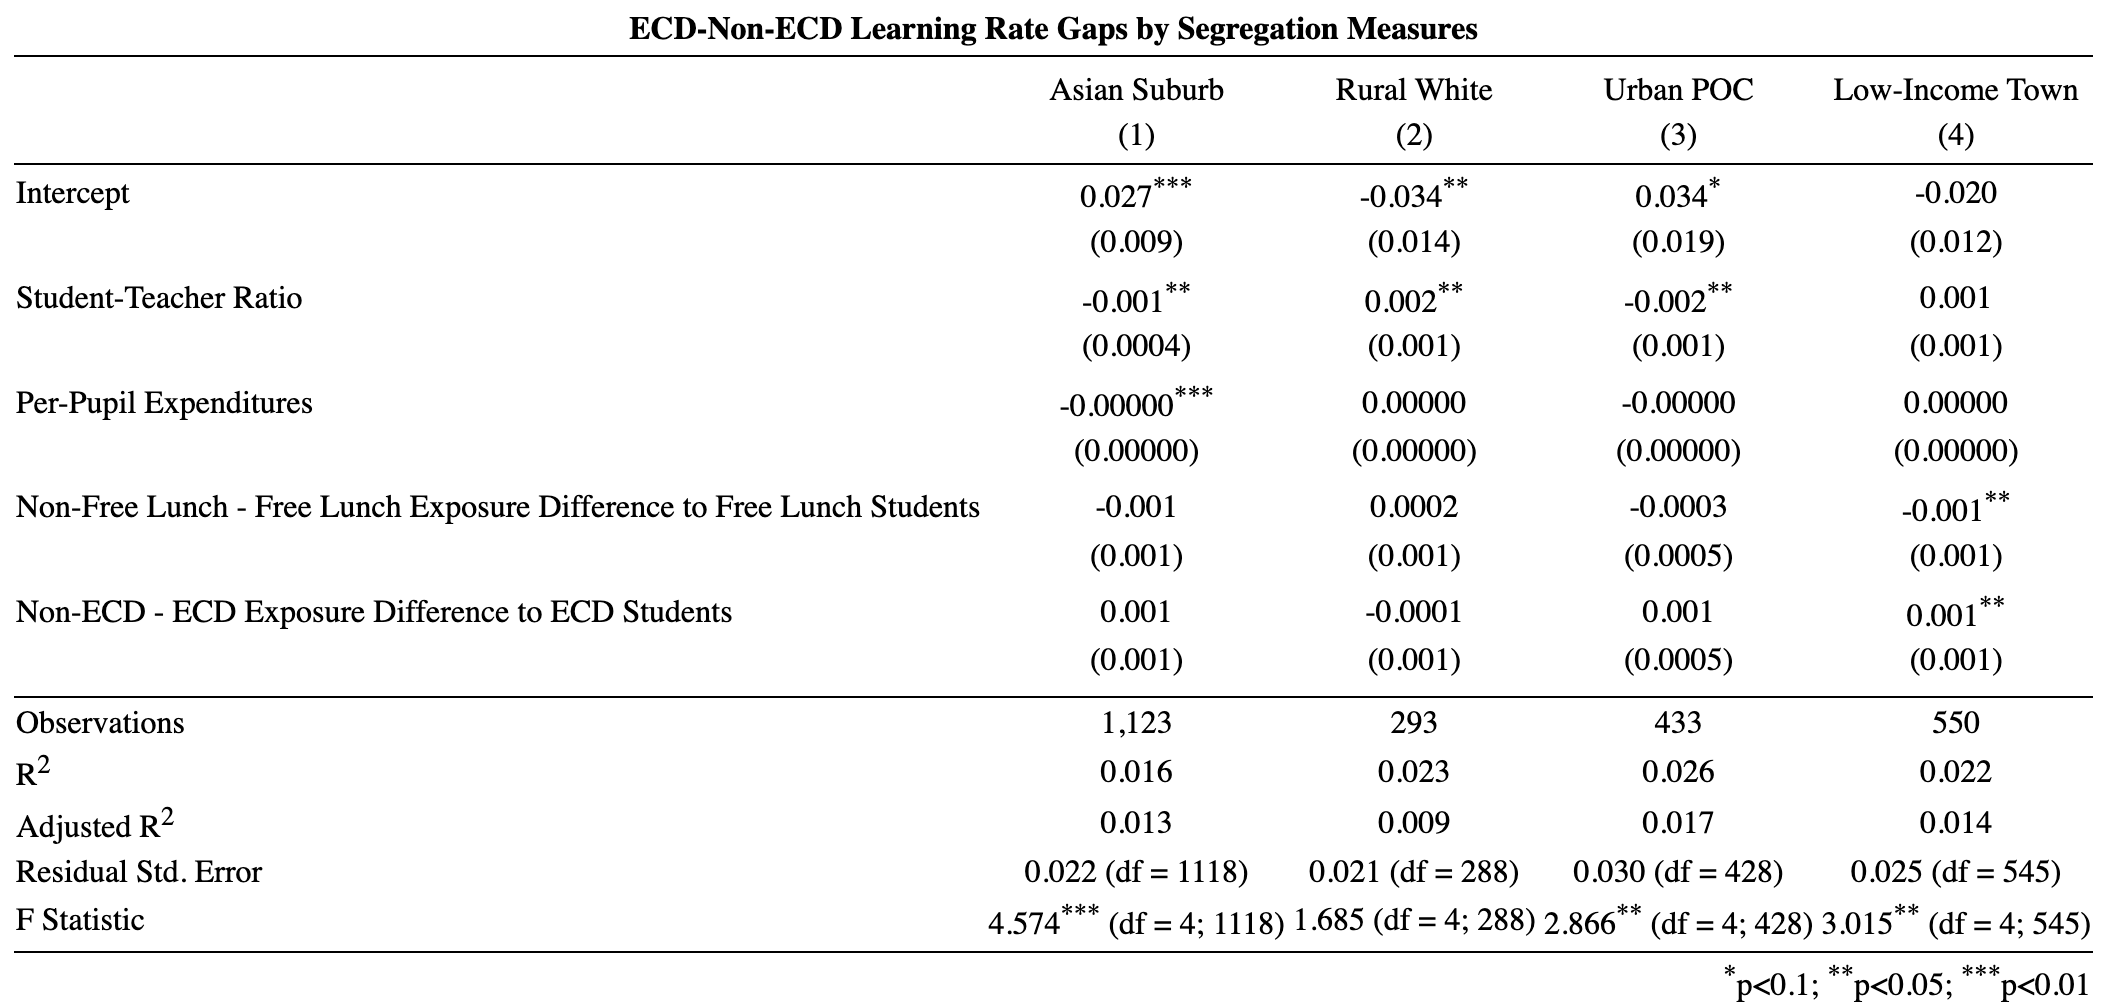 ECD-Non-ECD Learning Rate Gaps by Segregation Measures
Asian Suburb Rural White Urban POC Low-Income Town
(1) (2) (3) (4)
Intercept 0.027*** -0.034** 0.034* -0.020
(0.009) (0.014) (0.019) (0.012)
Student-Teacher Ratio -0.001** 0.002** -0.002** 0.001
(0.0004) (0.001) (0.001) (0.001)
Per-Pupil Expenditures -0.00000*** 0.00000 -0.00000 0.00000
(0.00000) (0.00000) (0.00000) (0.00000)
Non-Free Lunch - Free Lunch Exposure Difference to Free Lunch Students -0.001 0.0002 -0.0003 -0.001**
(0.001) (0.001) (0.0005) (0.001)
Non-ECD - ECD Exposure Difference to ECD Students 0.001 -0.0001 0.001 0.001**
(0.001) (0.001) (0.0005) (0.001)
Observations 1,123 293 433 550
R2 0.016 0.023 0.026 0.022
Adjusted R2 0.013 0.009 0.017 0.014
Residual Std. Error 0.022 (df = 1118) 0.021 (df = 288) 0.030 (df = 428) 0.025 (df = 545)
F Statistic 4.574*** (df = 4; 1118) 1.685 (df = 4; 288) 2.866** (df = 4; 428) 3.015** (df = 4; 545)
*p<0.1; **p<0.05; ***p<0.01